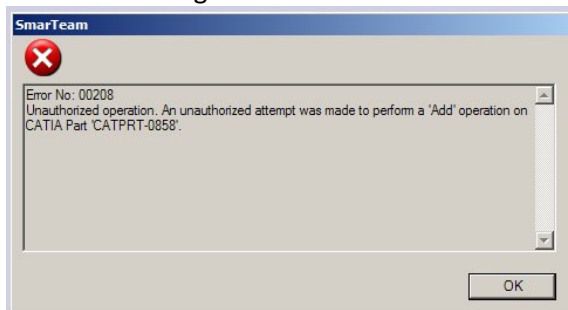 SmarTeam
Error No: 00208
Unauthorized operation. An unauthorized attempt was made to perform a 'Add' operation on
CATIA Part 'CATPRT-0858'.
OK